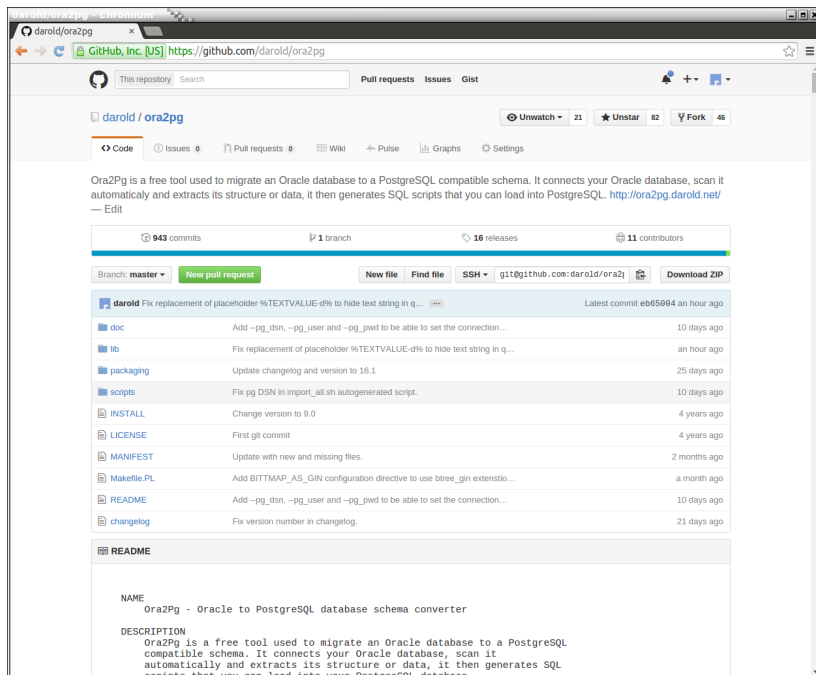 darold/ora2pg - Chromium
darold/ora2pg ×
GitHub, Inc. [US] https://github.com/darold/ora2pg
This repository Search Pull requests Issues Gist
darold / ora2pg Unwatch 21 Unstar 82 Fork 46
Code Issues 0 Pull requests 0 Wiki Pulse Graphs Settings
Ora2Pg is a free tool used to migrate an Oracle database to a PostgreSQL compatible schema. It connects your Oracle database, scan it
automaticaly and extracts its structure or data, it then generates SQL scripts that you can load into PostgreSQL. http://ora2pg.darold.net/
— Edit
943 commits 1 branch 16 releases 11 contributors
Branch: master New pull request New file Find file SSH git@github.com:darold/ora2p Download ZIP
darold Fix replacement of placeholder %TEXTVALUE-d% to hide text string in q… … Latest commit eb65004 an hour ago
doc Add --pg_dsn, --pg_user and --pg_pwd to be able to set the connection… 10 days ago
lib Fix replacement of placeholder %TEXTVALUE-d% to hide text string in q… an hour ago
packaging Update changelog and version to 16.1 25 days ago
scripts Fix pg DSN in import_all.sh autogenerated script. 10 days ago
INSTALL Change version to 9.0 4 years ago
LICENSE First git commit 4 years ago
MANIFEST Update with new and missing files. 2 months ago
Makefile.PL Add BITTMAP_AS_GIN configuration directive to use btree_gin extenstio… a month ago
README Add --pg_dsn, --pg_user and --pg_pwd to be able to set the connection… 10 days ago
changelog Fix version number in changelog. 21 days ago
README
NAME
Ora2Pg - Oracle to PostgreSQL database schema converter
DESCRIPTION
Ora2Pg is a free tool used to migrate an Oracle database to a PostgreSQL
compatible schema. It connects your Oracle database, scan it
automatically and extracts its structure or data, it then generates SQL
scripts that you can load into your PostgreSQL database.